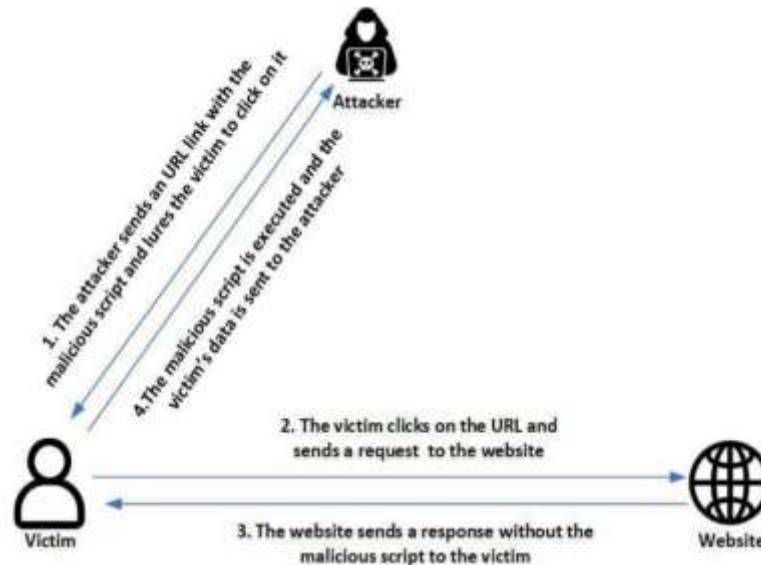 Attacker
1. The attacker sends an URL link with the
malicious script and lures the victim to click on it
4.The malicious script is executed and the
victim's data is sent to the attacker
2. The victim clicks on the URL and
sends a request to the website
3. The website sends a response without the
malicious script to the victim
Victim
Website